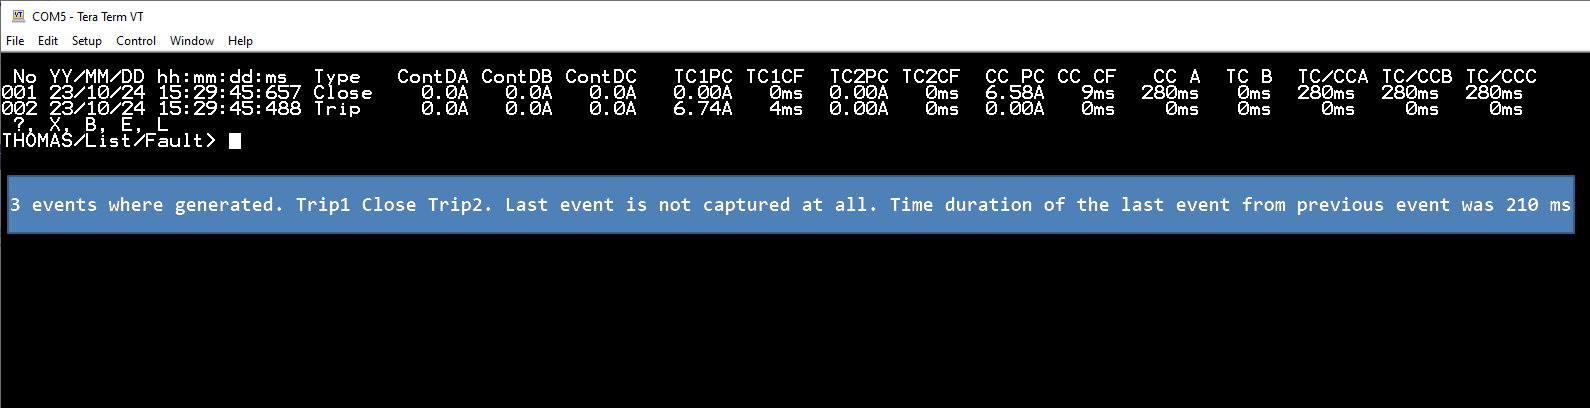 COM5 - Tera Term VT
File Edit Setup Control Window Help
No YY/MM/DD hh:mm:dd:ms Type ContDA ContDB ContDC TC1PC TC1CF TC2PC TC2CF CC PC CC CF CC A TC B TC/CCA TC/CCB TC/CCC
001 23/10/24 15:29:45:657 Close 0.0A 0.0A 0.0A 0.00A 0ms 0.00A 0ms 6.58A 9ms 280ms 0ms 280ms 280ms 280ms
002 23/10/24 15:29:45:488 Trip 0.0A 0.0A 0.0A 6.74A 4ms 0.00A 0ms 0.00A 0ms 0ms 0ms 0ms 0ms 0ms
?, X, B, E, L
THOMAS/List/Fault>
3 events where generated. Trip1 Close Trip2. Last event is not captured at all. Time duration of the last event from previous event was 210 ms